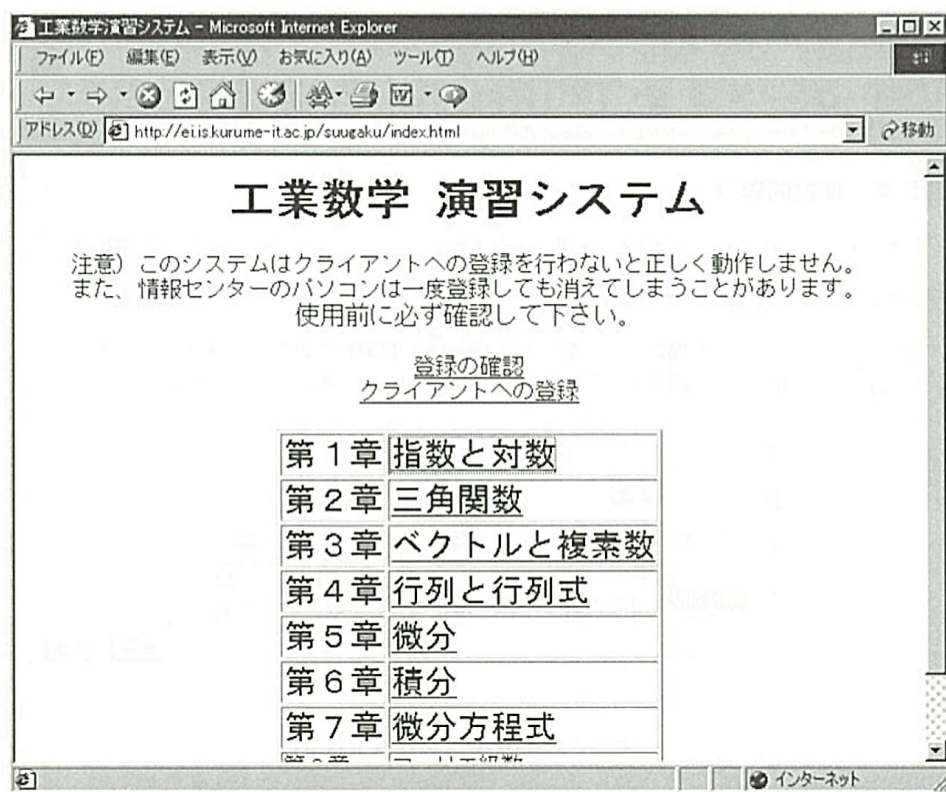 工業数学演習システム - Microsoft Internet Explorer
ファイル(F) 編集(E) 表示(V) お気に入り(A) ツール(T) ヘルプ(H)
アドレス(D) http://ei.is.kurume-it.ac.jp/suugaku/index.html 移動
工業数学 演習システム
注意）このシステムはクライアントへの登録を行わないと正しく動作しません。
また、情報センターのパソコンは一度登録しても消えてしまうことがあります。
使用前に必ず確認して下さい。
登録の確認
クライアントへの登録
第１章 指数と対数
第２章 三角関数
第３章 ベクトルと複素数
第４章 行列と行列式
第５章 微分
第６章 積分
第７章 微分方程式
インターネット